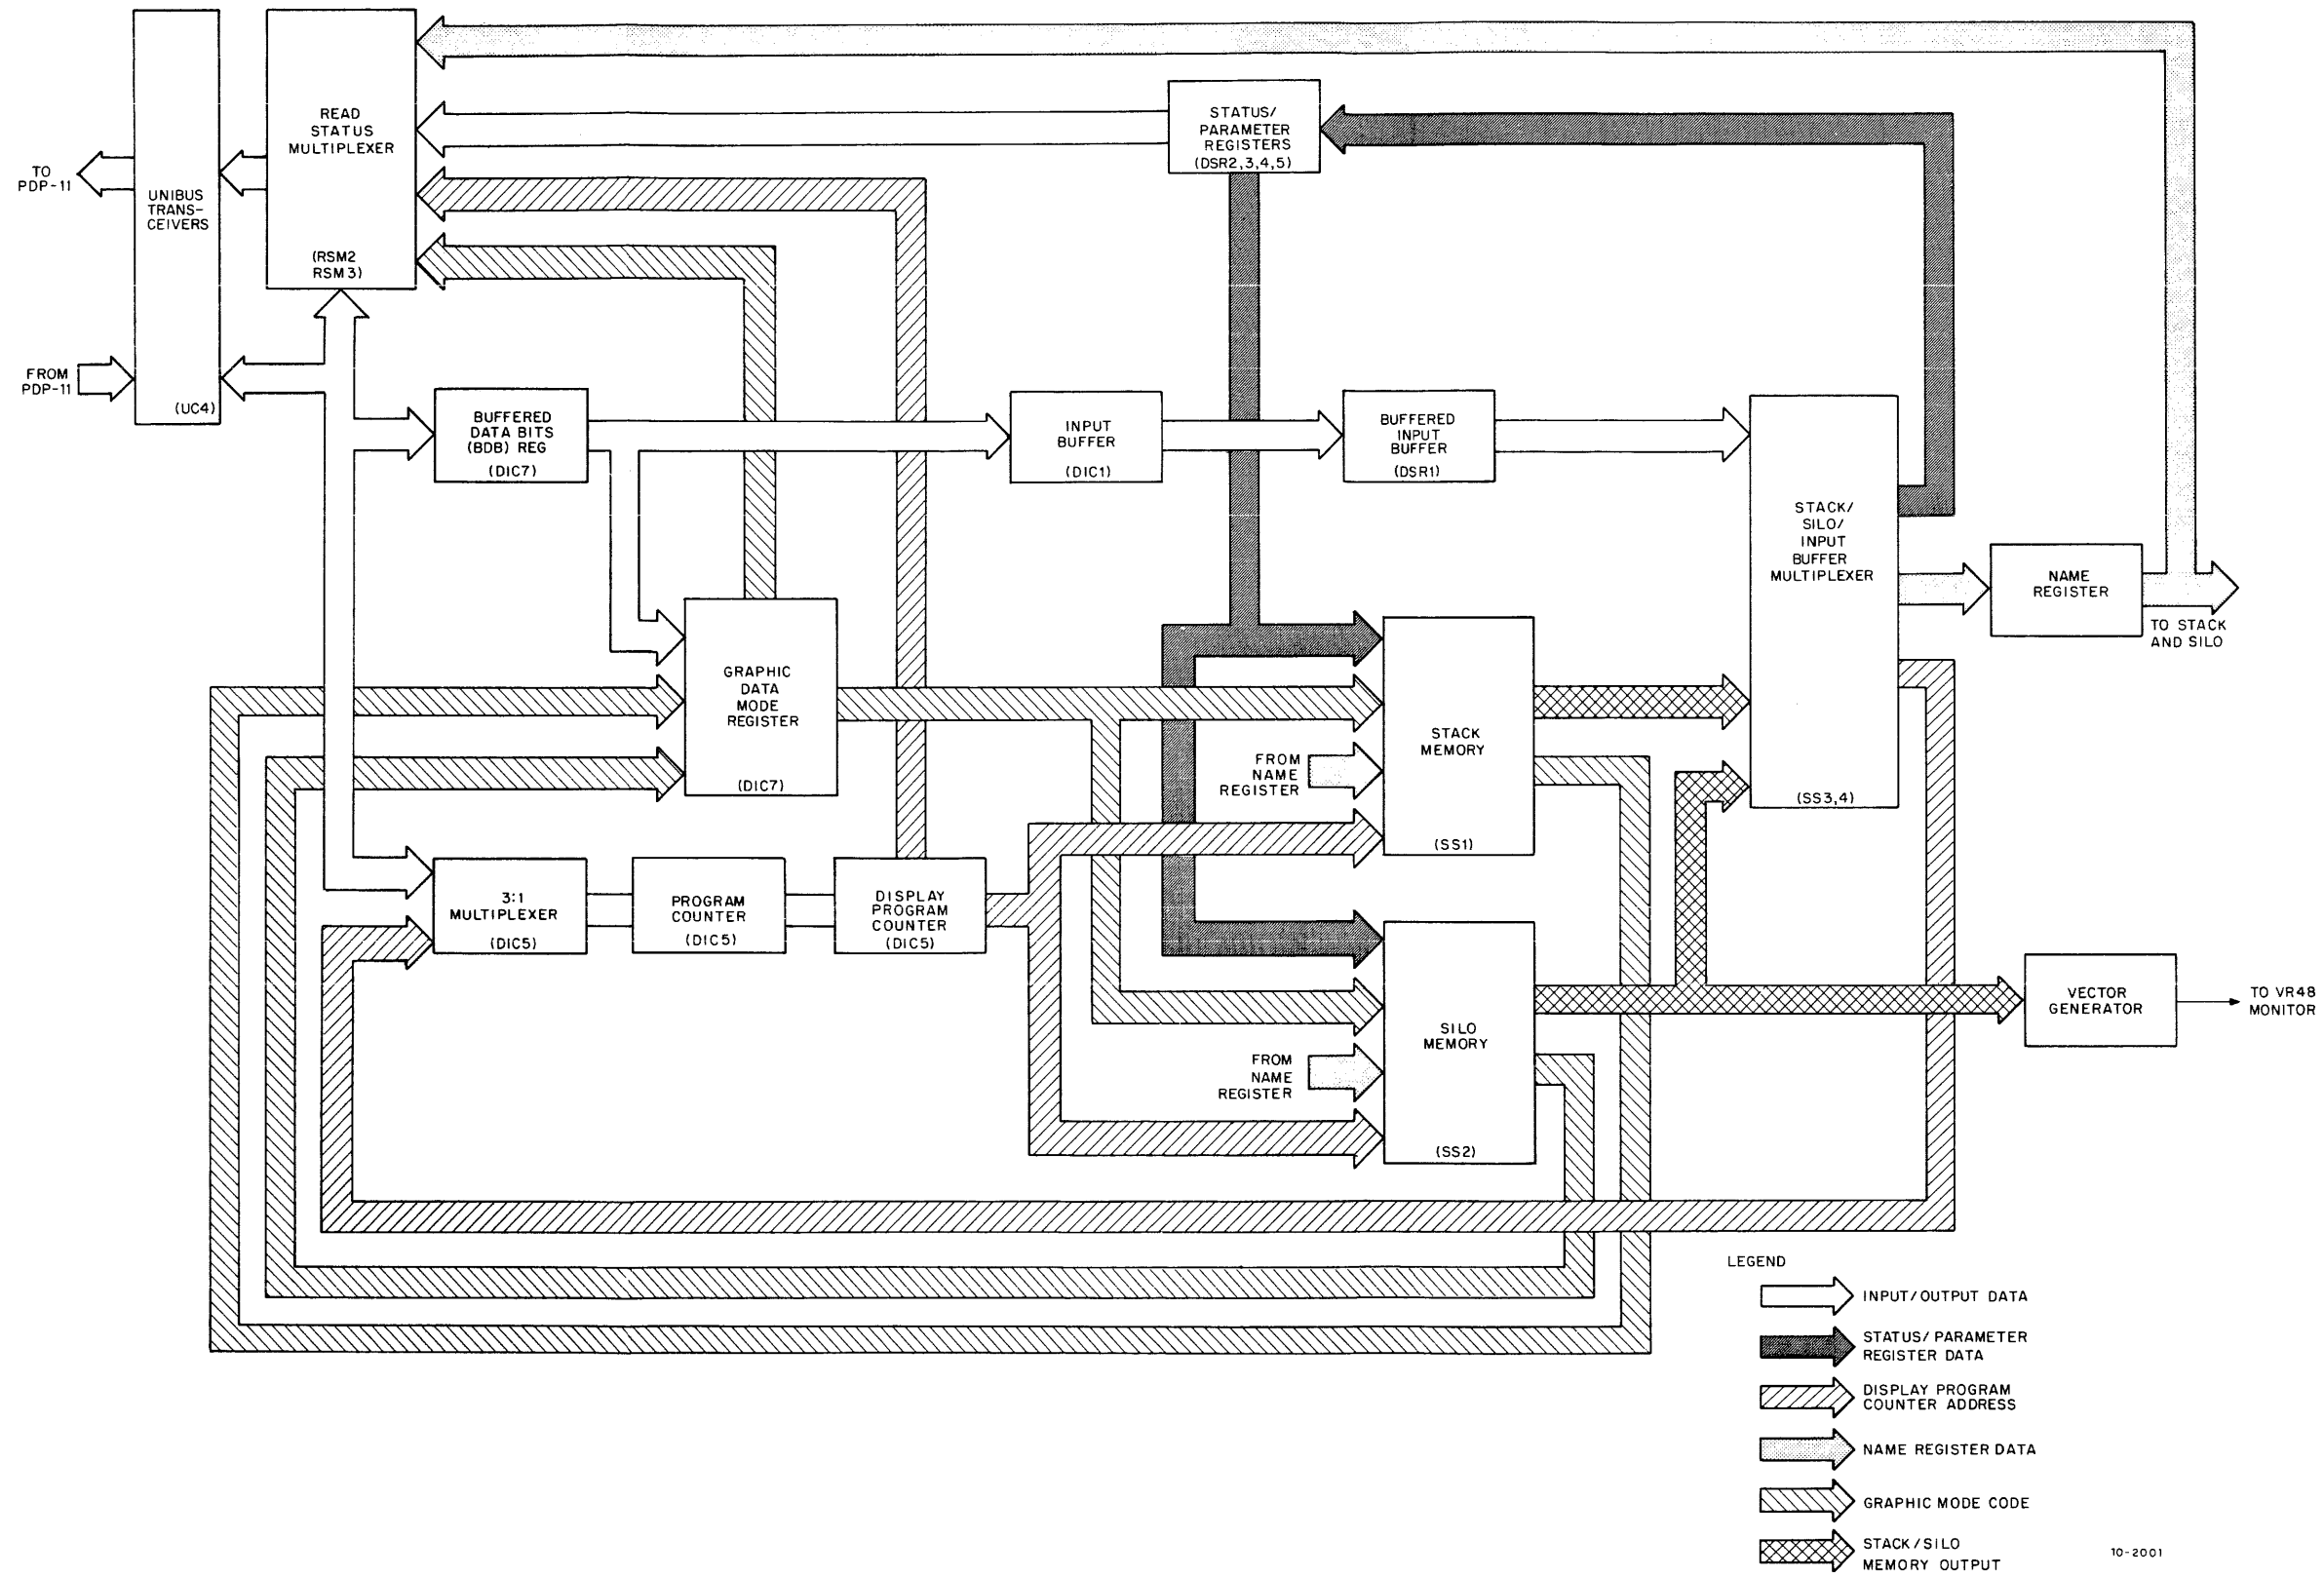 READ
STATUS
MULTIPLEXER
(RSM2
RSM3)
STATUS/
PARAMETER
REGISTERS
(DSR2,3,4,5)
TO
PDP-11
UNIBUS
TRANS-
CEIVERS
(UC4)
FROM
PDP-11
BUFFERED
DATA BITS
(BDB) REG
(DIC7)
INPUT
BUFFER
(DIC1)
BUFFERED
INPUT
BUFFER
(DSR1)
STACK/
SILO/
INPUT
BUFFER
MULTIPLEXER
(SS3,4)
NAME
REGISTER
TO STACK
AND SILO
GRAPHIC
DATA
MODE
REGISTER
(DIC7)
STACK
MEMORY
(SS1)
FROM
NAME
REGISTER
3:1
MULTIPLEXER
(DIC5)
PROGRAM
COUNTER
(DIC5)
DISPLAY
PROGRAM
COUNTER
(DIC5)
SILO
MEMORY
(SS2)
FROM
NAME
REGISTER
VECTOR
GENERATOR
TO VR48
MONITOR
LEGEND
INPUT/OUTPUT DATA
STATUS/PARAMETER
REGISTER DATA
DISPLAY PROGRAM
COUNTER ADDRESS
NAME REGISTER DATA
GRAPHIC MODE CODE
STACK/SILO
MEMORY OUTPUT
10-2001